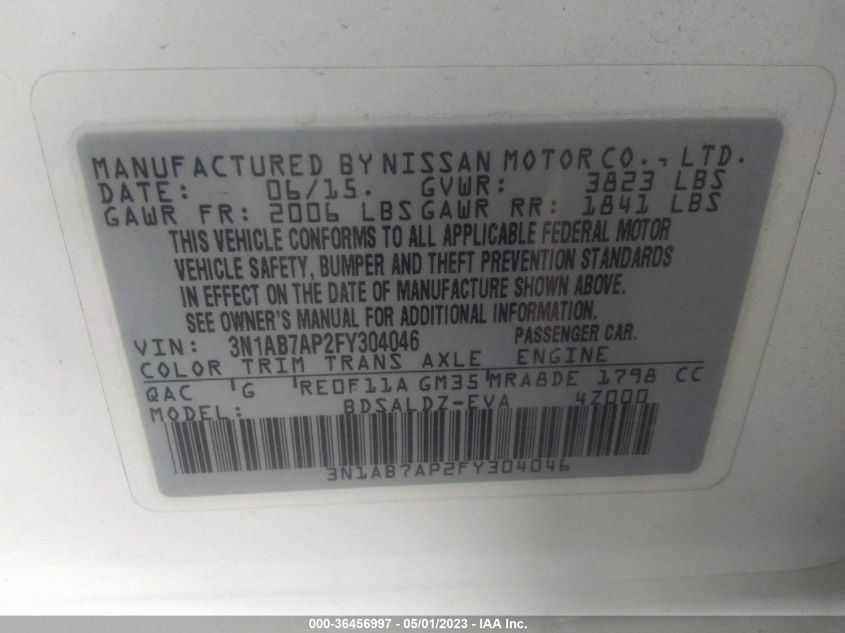 MANUFACTURED BY NISSAN MOTOR CO., LTD.
DATE: 06/15. GVWR: 3823 LBS
GAWR FR: 2006 LBS GAWR RR: 1841 LBS
THIS VEHICLE CONFORMS TO ALL APPLICABLE FEDERAL MOTOR
VEHICLE SAFETY, BUMPER AND THEFT PREVENTION STANDARDS
IN EFFECT ON THE DATE OF MANUFACTURE SHOWN ABOVE.
SEE OWNER'S MANUAL FOR ADDITIONAL INFORMATION.
VIN: 3N1AB7AP2FY304046 PASSENGER CAR.
COLOR TRIM TRANS AXLE ENGINE
QAC G RE0F11A GM35 MRA8DE 1798 CC
MODEL: BDSALDZ-EVA 4Z000
3N1AB7AP2FY304046
000-36456997 - 05/01/2023 - IAA Inc.